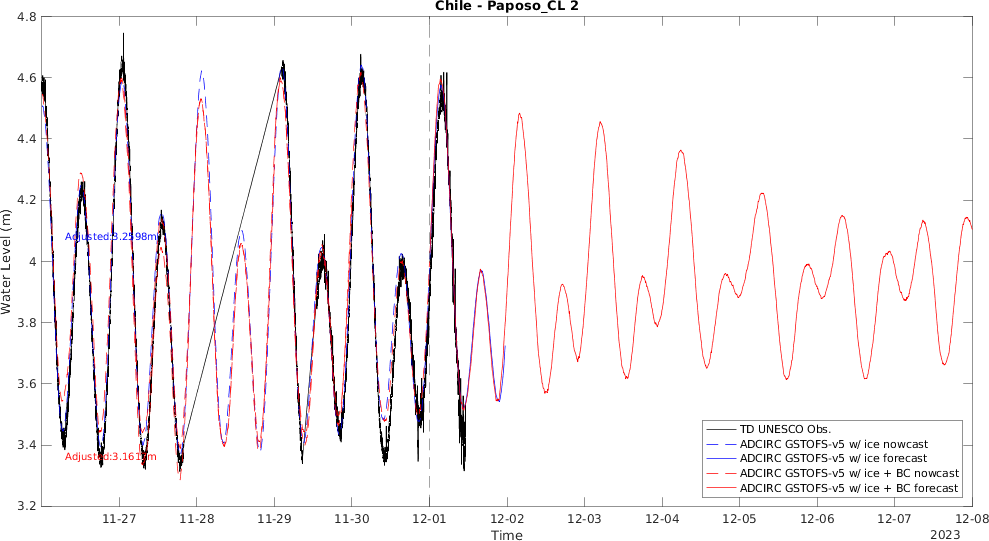 Chile - Paposo_CL 2
4.8
4.6
4.4
4.2
4
3.8
3.6
3.4
3.2
Water Level (m)
Adjusted:3.2598m
TD UNESCO Obs.
ADCIRC GSTOFS-v5 w/ ice nowcast
ADCIRC GSTOFS-v5 w/ ice forecast
ADCIRC GSTOFS-v5 w/ ice + BC nowcast
ADCIRC GSTOFS-v5 w/ ice + BC forecast
11-27 11-28 11-29 11-30 12-01 12-02 12-03 12-04 12-05 12-06 12-07 12-08
Time
2023